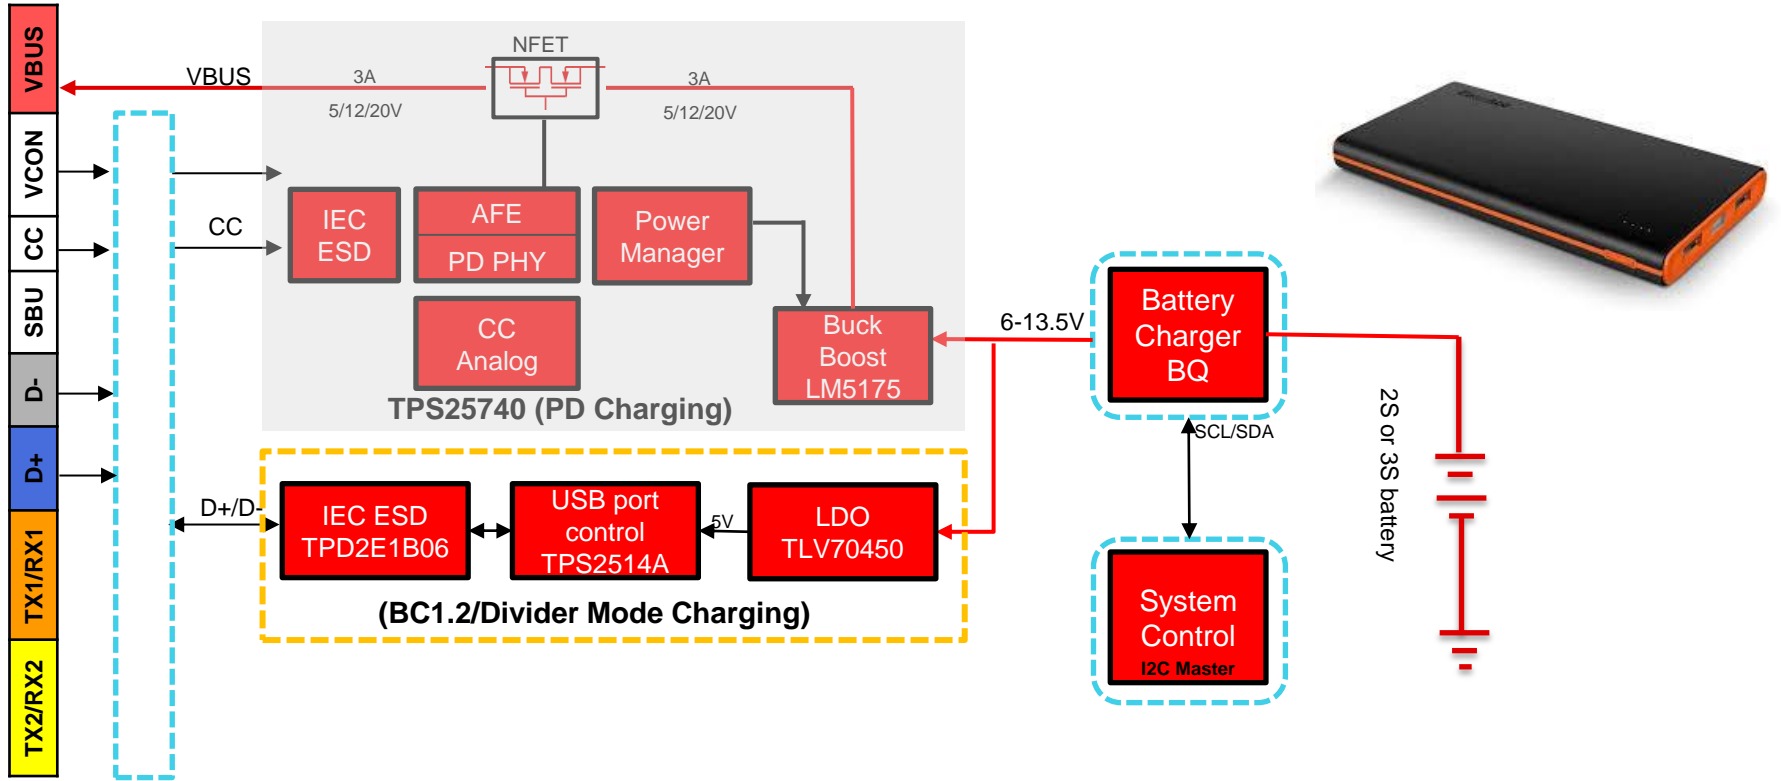 VBUS
VCON
CC
SBU
D-
D+
TX1/RX1
TX2/RX2
VBUS
CC
D+/D-
NFET
3A
5/12/20V
3A
5/12/20V
IEC
ESD
AFE
PD PHY
Power
Manager
CC
Analog
Buck
Boost
LM5175
TPS25740 (PD Charging)
6-13.5V
Battery
Charger
BQ
SCL/SDA
2S or 3S battery
System
Control
I2C Master
IEC ESD
TPD2E1B06
USB port
control
TPS2514A
5V
LDO
TLV70450
(BC1.2/Divider Mode Charging)